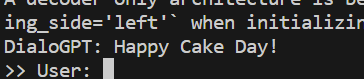 A decoder only architecture is be
ing_side='left'` when initializin
DialoGPT: Happy Cake Day!
>> User: